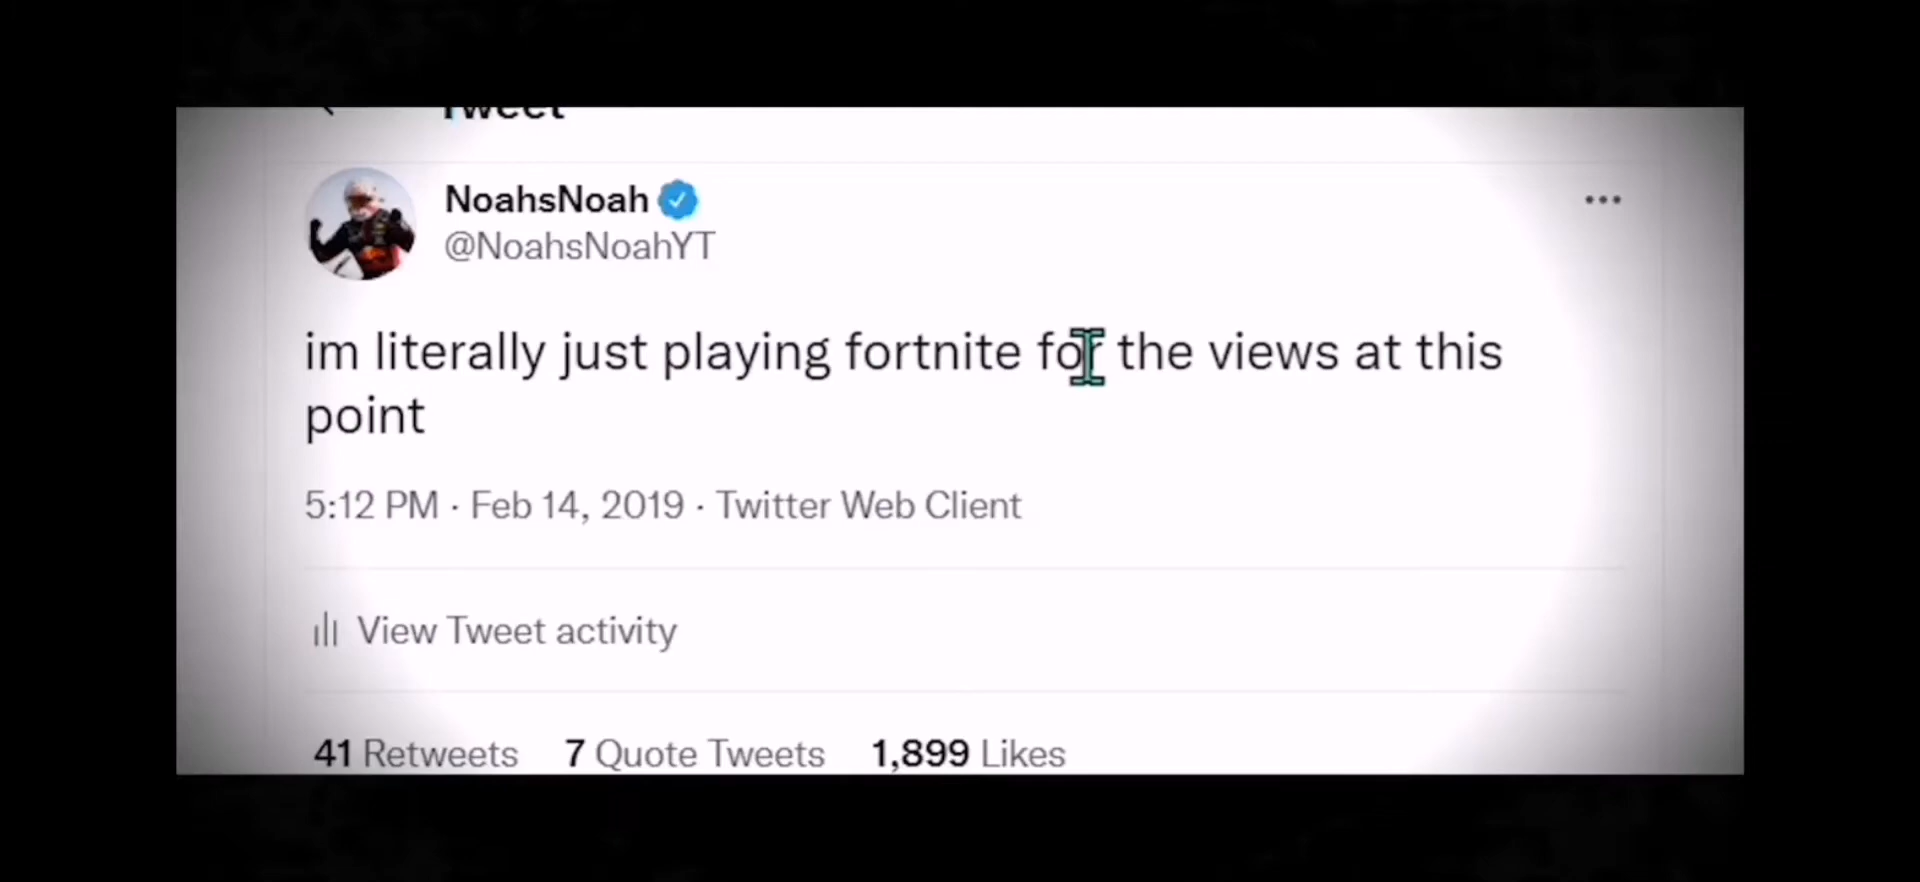 Tweet
NoahsNoah
@NoahsNoahYT
im literally just playing fortnite for the views at this
point
5:12 PM · Feb 14, 2019 · Twitter Web Client
View Tweet activity
41 Retweets 7 Quote Tweets 1,899 Likes